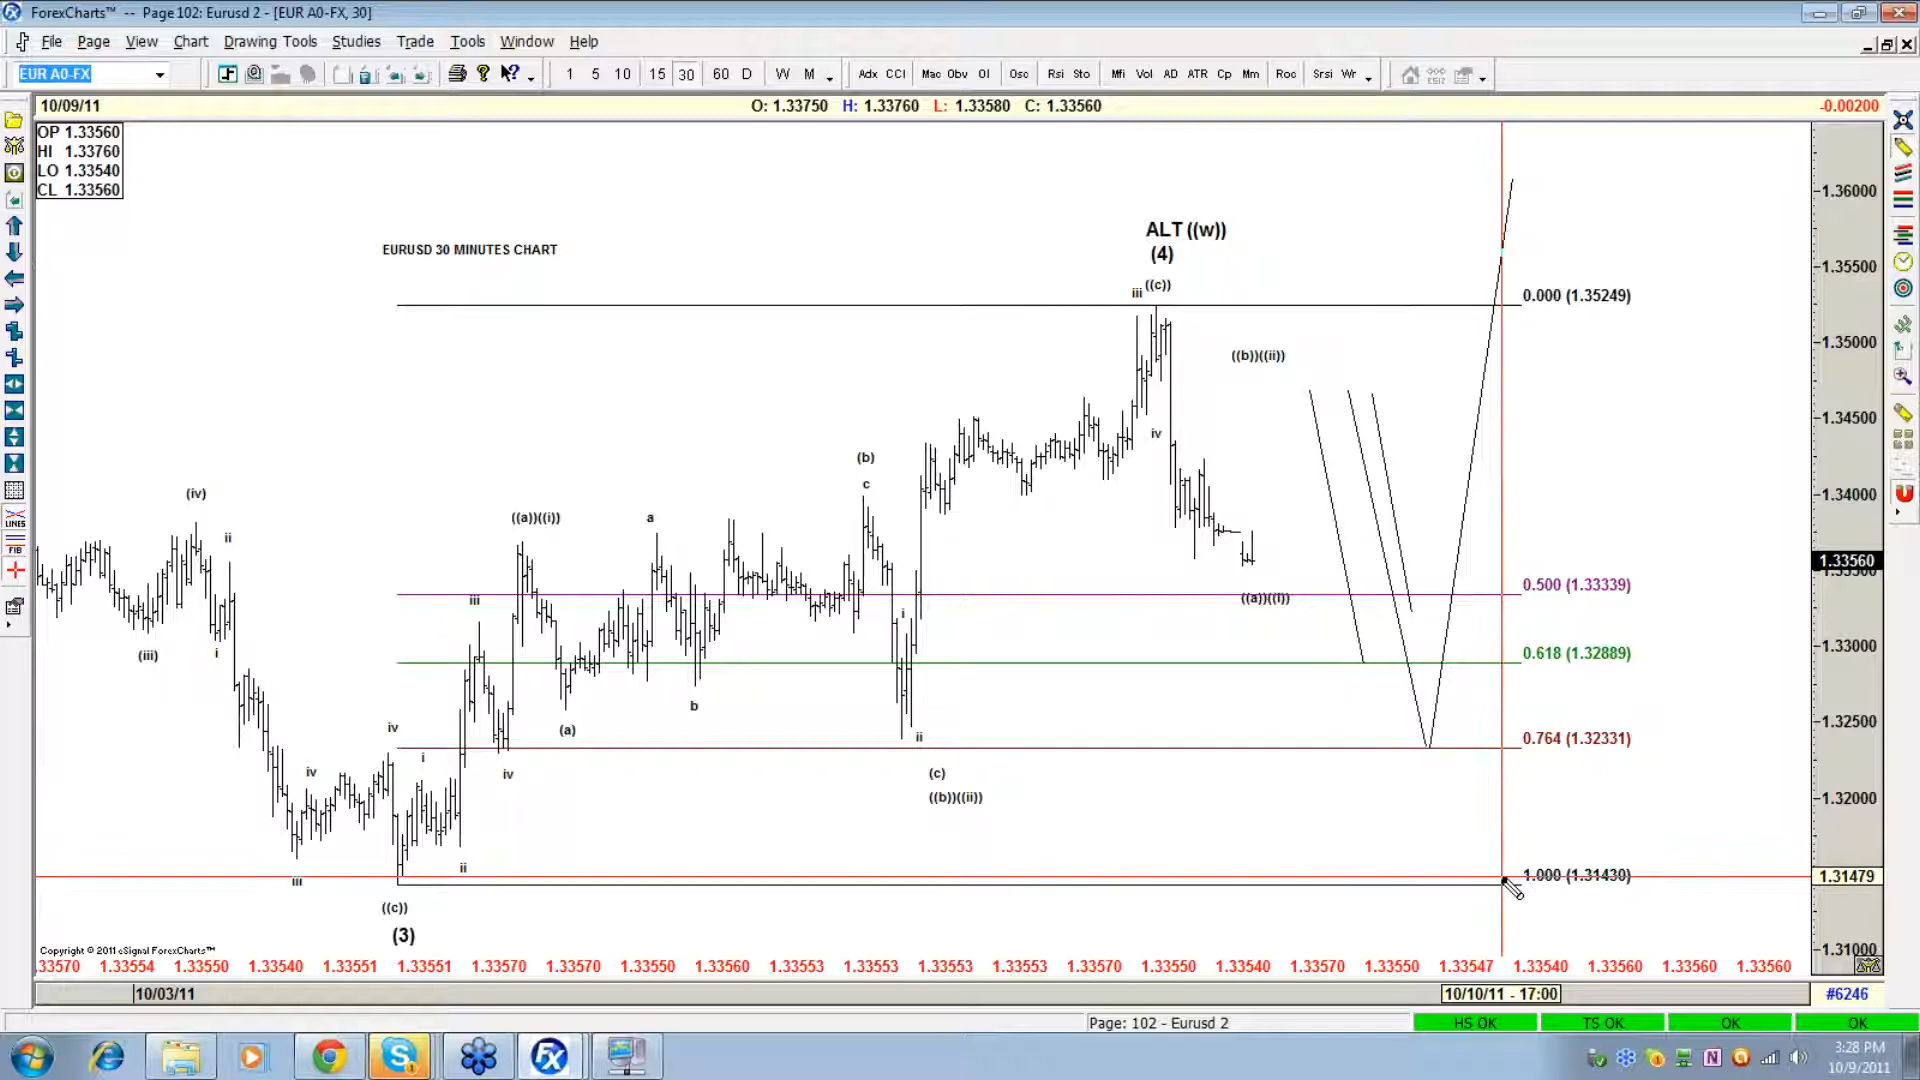 ForexCharts™ -- Page 102: Eurusd 2 - [EUR A0-FX, 30]
File Page View Chart Drawing Tools Studies Trade Tools Window Help
EUR A0-FX 1 5 10 15 30 60 D W M Adx CCI Mac Obv OI Osc Rsi Sto Mfi Vol AD ATR Cp Mm Roc Srsi Wr
10/09/11 O: 1.33750 H: 1.33760 L: 1.33580 C: 1.33560 -0.00200
OP 1.33560
HI 1.33760
LO 1.33540
CL 1.33560
1.36000
ALT ((w))
(4)
EURUSD 30 MINUTES CHART
1.35500
iii ((c))
0.000 (1.35249)
1.35000
((b))((ii))
1.34500
iv
(b)
c
(iv)
1.34000
LINES
((a))((i))
a
ii
FIB
1.33560
0.500 (1.33339)
iii
((a))((i))
i
(iii)
i
0.618 (1.32889)
1.33000
b
1.32500
iv
(a)
ii
0.764 (1.32331)
i
iv
iv
(c)
((b))((ii))
1.32000
ii
iii
1.000 (1.31430)
1.31479
((c))
(3)
Copyright © 2011 eSignal ForexCharts™
1.31000
.33570 1.33554 1.33550 1.33540 1.33551 1.33551 1.33570 1.33570 1.33550 1.33560 1.33553 1.33553 1.33553 1.33553 1.33570 1.33550 1.33540 1.33570 1.33550 1.33547 1.33540 1.33560 1.33560 1.33560
10/03/11 10/10/11 - 17:00 #6246
Page: 102 - Eurusd 2 HS OK TS OK OK OK
3:28 PM
10/9/2011